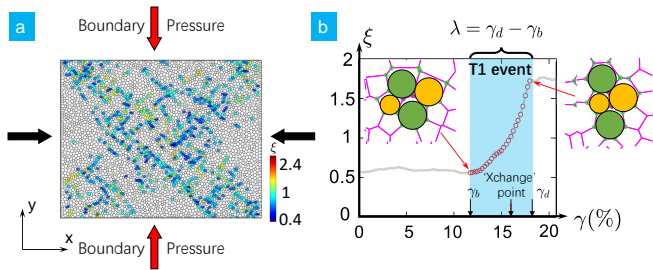 a
Boundary Pressure
ξ
2.4
1
0.4
y
x
Boundary Pressure
b
λ = γd − γb
ξ
T1 event
2
1.5
1
0.5
0
'Xchange'
γb point γd
0 5 10 15 20 γ(%)